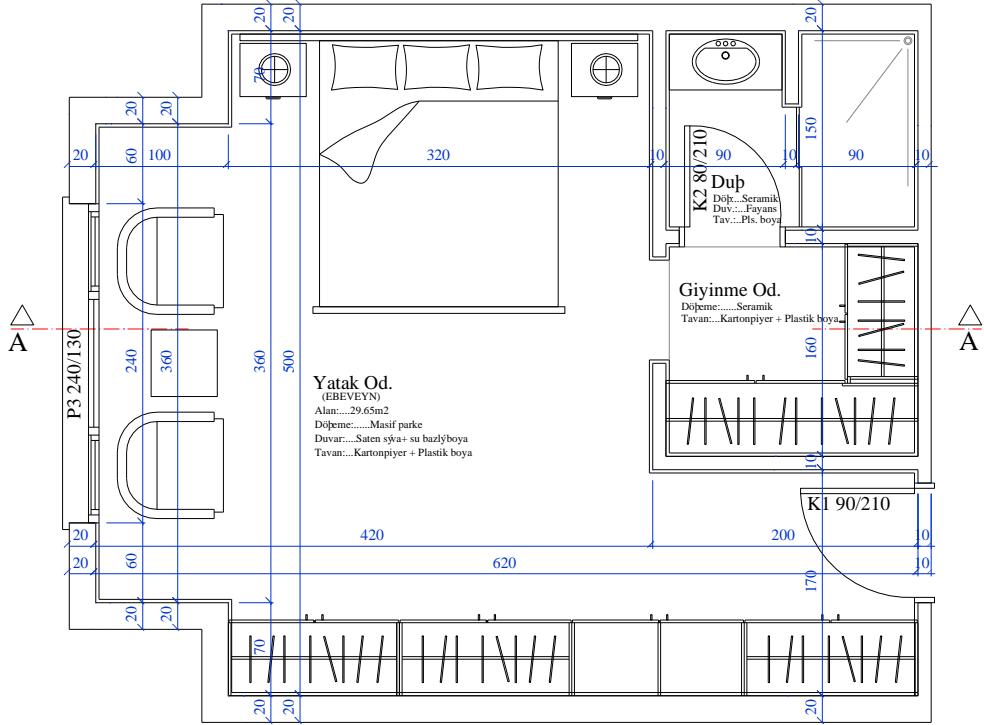 20
20
20
70
20
20
20
100
60
320
10
90
10
150
90
10
K2 80/210
Duþ
Döþ:...Seramik
Duv.:...Fayans
Tav.:..Pls. boya
10
Giyinme Od.
Döþeme:......Seramik
Tavan:...Kartonpiyer + Plastik boya
A
A
P3 240/130
240
360
360
500
160
Yatak Od.
(EBEVEYN)
Alan:....29.65m2
Döþeme:......Masif parke
Duvar:....Saten sýva+ su bazlýboya
Tavan:...Kartonpiyer + Plastik boya
10
K1 90/210
20
420
200
10
20
60
620
170
10
20
20
70
20
20
20